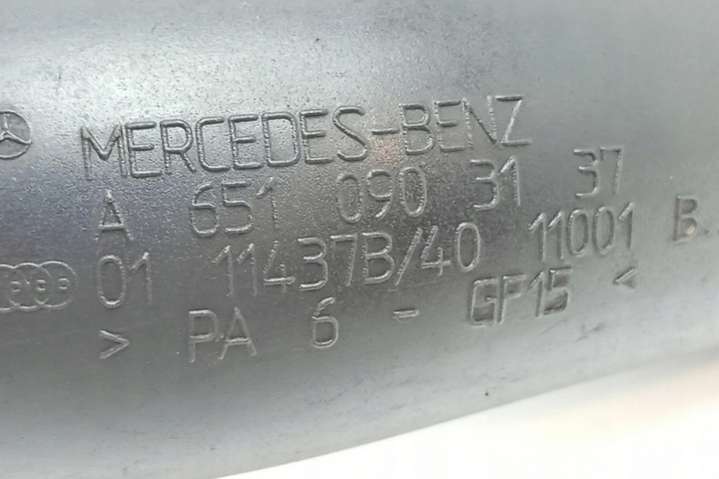 MERCEDES-BENZ
A 651 090 31 37
01 11437B/40 11001 B.
> PA 6 - GF15 <